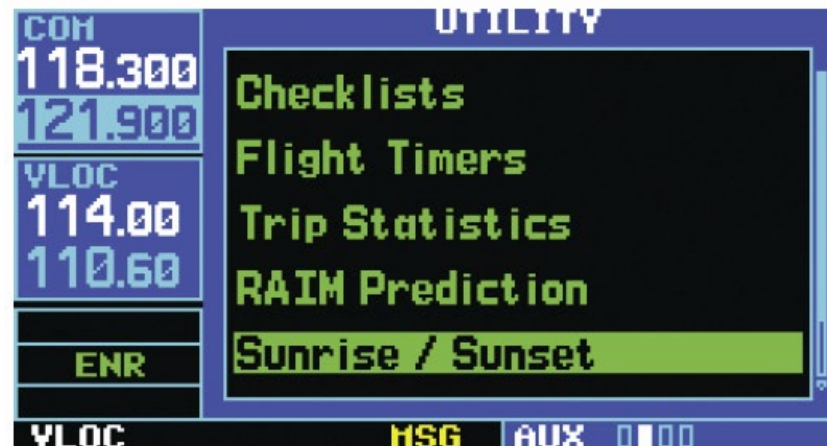 COM
118.300
121.900
VLOC
114.00
110.60
ENR
UTILITY
Checklists
Flight Timers
Trip Statistics
RAIM Prediction
Sunrise / Sunset
VLOC MSG AUX